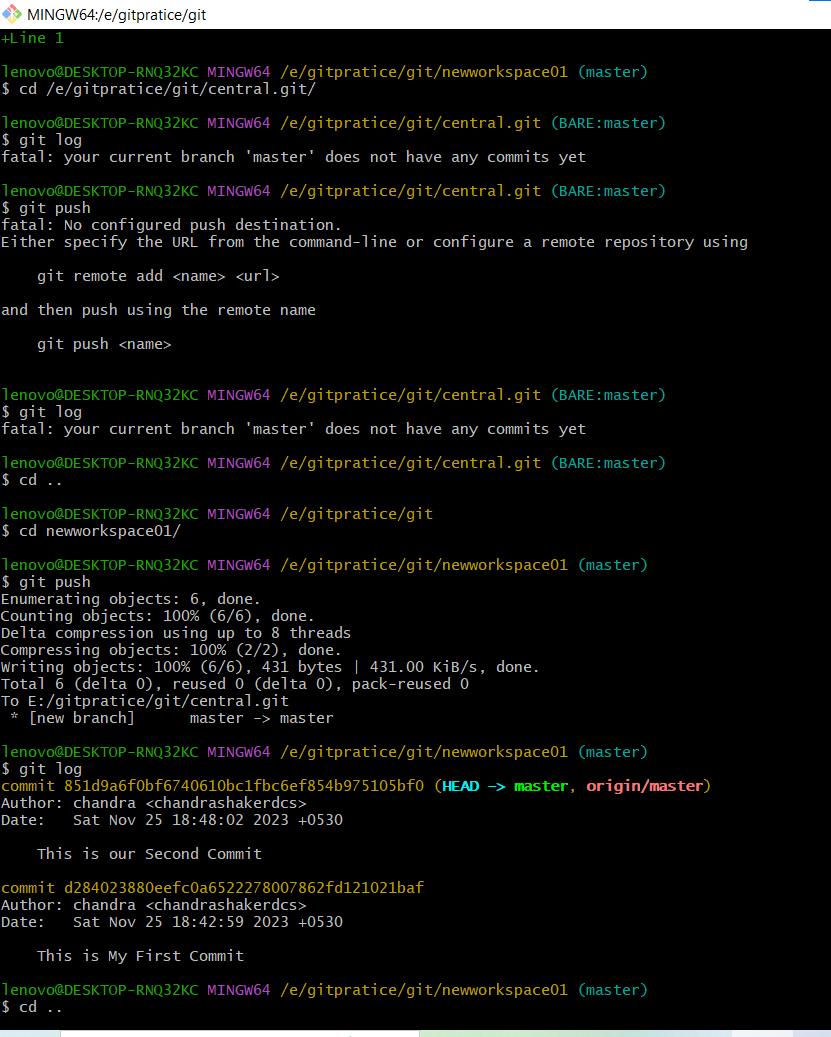 MINGW64:/e/gitpratice/git
+Line 1
lenovo@DESKTOP-RNQ32KC MINGW64 /e/gitpratice/git/newworkspace01 (master)
$ cd /e/gitpratice/git/central.git/
lenovo@DESKTOP-RNQ32KC MINGW64 /e/gitpratice/git/central.git (BARE:master)
$ git log
fatal: your current branch 'master' does not have any commits yet
lenovo@DESKTOP-RNQ32KC MINGW64 /e/gitpratice/git/central.git (BARE:master)
$ git push
fatal: No configured push destination.
Either specify the URL from the command-line or configure a remote repository using
    git remote add <name> <url>
and then push using the remote name
    git push <name>
lenovo@DESKTOP-RNQ32KC MINGW64 /e/gitpratice/git/central.git (BARE:master)
$ git log
fatal: your current branch 'master' does not have any commits yet
lenovo@DESKTOP-RNQ32KC MINGW64 /e/gitpratice/git/central.git (BARE:master)
$ cd ..
lenovo@DESKTOP-RNQ32KC MINGW64 /e/gitpratice/git
$ cd newworkspace01/
lenovo@DESKTOP-RNQ32KC MINGW64 /e/gitpratice/git/newworkspace01 (master)
$ git push
Enumerating objects: 6, done.
Counting objects: 100% (6/6), done.
Delta compression using up to 8 threads
Compressing objects: 100% (2/2), done.
Writing objects: 100% (6/6), 431 bytes | 431.00 KiB/s, done.
Total 6 (delta 0), reused 0 (delta 0), pack-reused 0
To E:/gitpratice/git/central.git
 * [new branch]      master -> master
lenovo@DESKTOP-RNQ32KC MINGW64 /e/gitpratice/git/newworkspace01 (master)
$ git log
commit 851d9a6f0bf6740610bc1fbc6ef854b975105bf0 (HEAD -> master, origin/master)
Author: chandra <chandrashakerdcs>
Date:   Sat Nov 25 18:48:02 2023 +0530
    This is our Second Commit
commit d284023880eefc0a6522278007862fd121021baf
Author: chandra <chandrashakerdcs>
Date:   Sat Nov 25 18:42:59 2023 +0530
    This is My First Commit
lenovo@DESKTOP-RNQ32KC MINGW64 /e/gitpratice/git/newworkspace01 (master)
$ cd ..